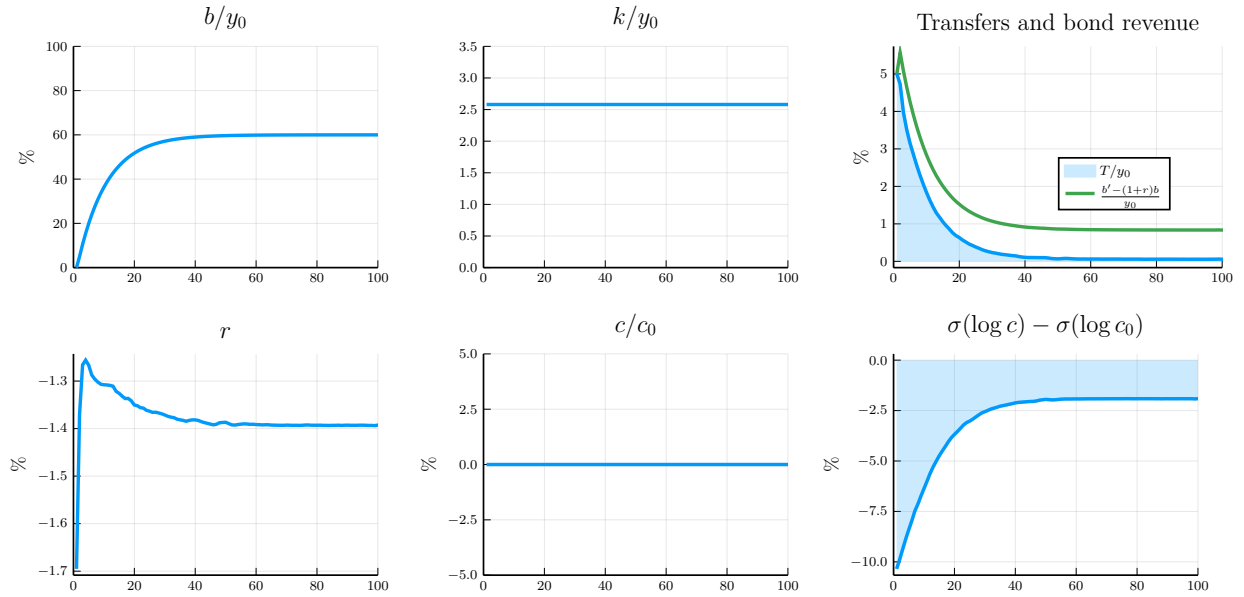 b/y₀
%
100
80
60
40
20
0
0 20 40 60 80 100
k/y₀
3.5
3.0
2.5
2.0
1.5
1.0
0.5
0.0
0 20 40 60 80 100
Transfers and bond revenue
%
5
4
3
2
1
0
0 20 40 60 80 100
T/y₀
b′−(1+r)b
y₀
r
%
−1.3
−1.4
−1.5
−1.6
−1.7
0 20 40 60 80 100
c/c₀
%
5.0
2.5
0.0
−2.5
−5.0
0 20 40 60 80 100
σ(log c) − σ(log c₀)
%
0.0
−2.5
−5.0
−7.5
−10.0
0 20 40 60 80 100